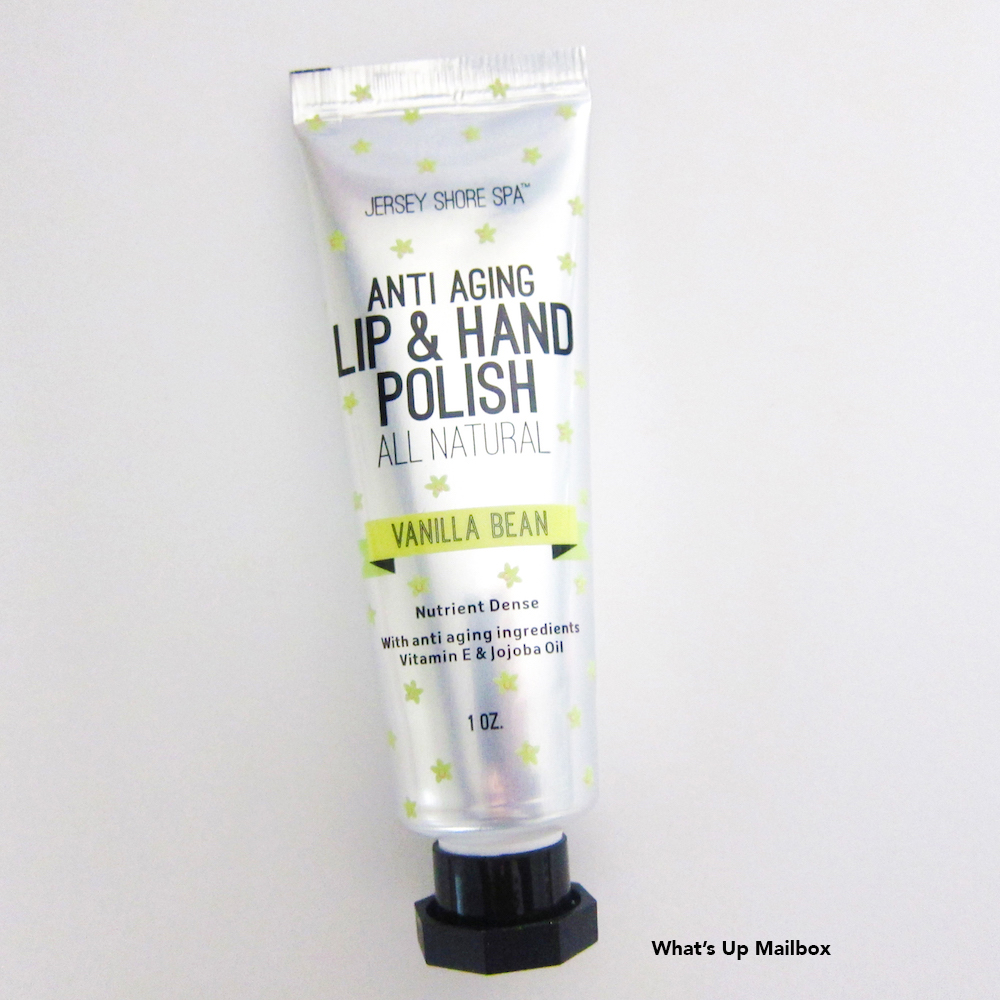 JERSEY SHORE SPA™
ANTI AGING
LIP & HAND
POLISH
ALL NATURAL
VANILLA BEAN
Nutrient Dense
With anti aging ingredients
Vitamin E & Jojoba Oil
1 OZ.
What's Up Mailbox